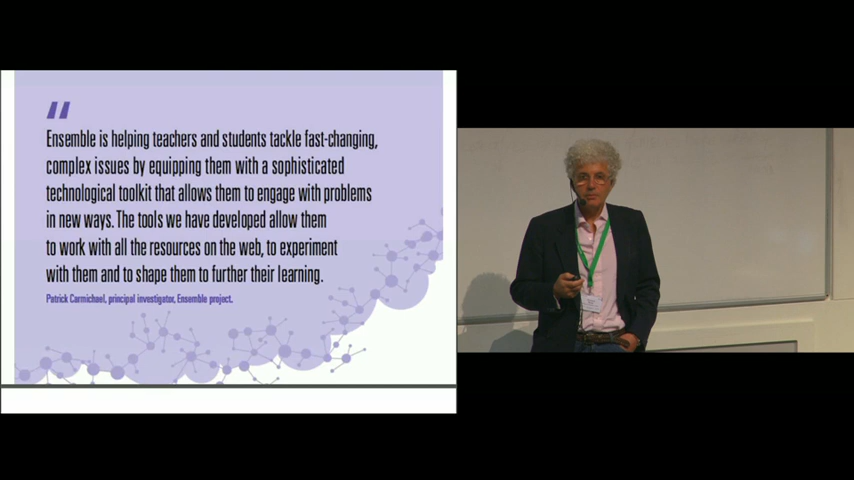 “
Ensemble is helping teachers and students tackle fast-changing,
complex issues by equipping them with a sophisticated
technological toolkit that allows them to engage with problems
in new ways. The tools we have developed allow them
to work with all the resources on the web, to experiment
with them and to shape them to further their learning.
Patrick Carmichael, principal investigator, Ensemble project.